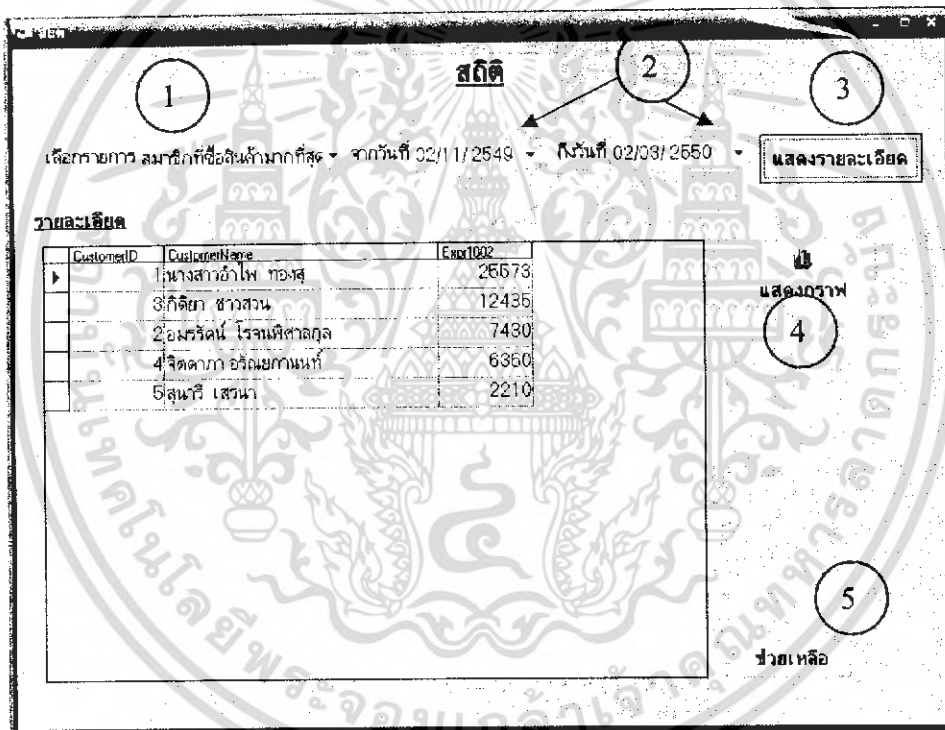 สถิติ
1
2
3
เลือกรายการ สมาชิกที่ซื้อสินค้ามากที่สุด จากวันที่ 02/11/2549 ถึงวันที่ 02/03/2550 แสดงรายละเอียด
รายละเอียด
CustomerID CustomerName Expr1002
1 นางสาวอำไพ ทองสุ 25573
3 กิติยา ชาวสวน 12435
2 อมรรัตน์ โรจนพิศาลกุล 7430
4 จิตตาภา อรัณยกานนท์ 6360
5 สุนารี เสวนา 2210
แสดงกราฟ
4
5
ช่วยเหลือ